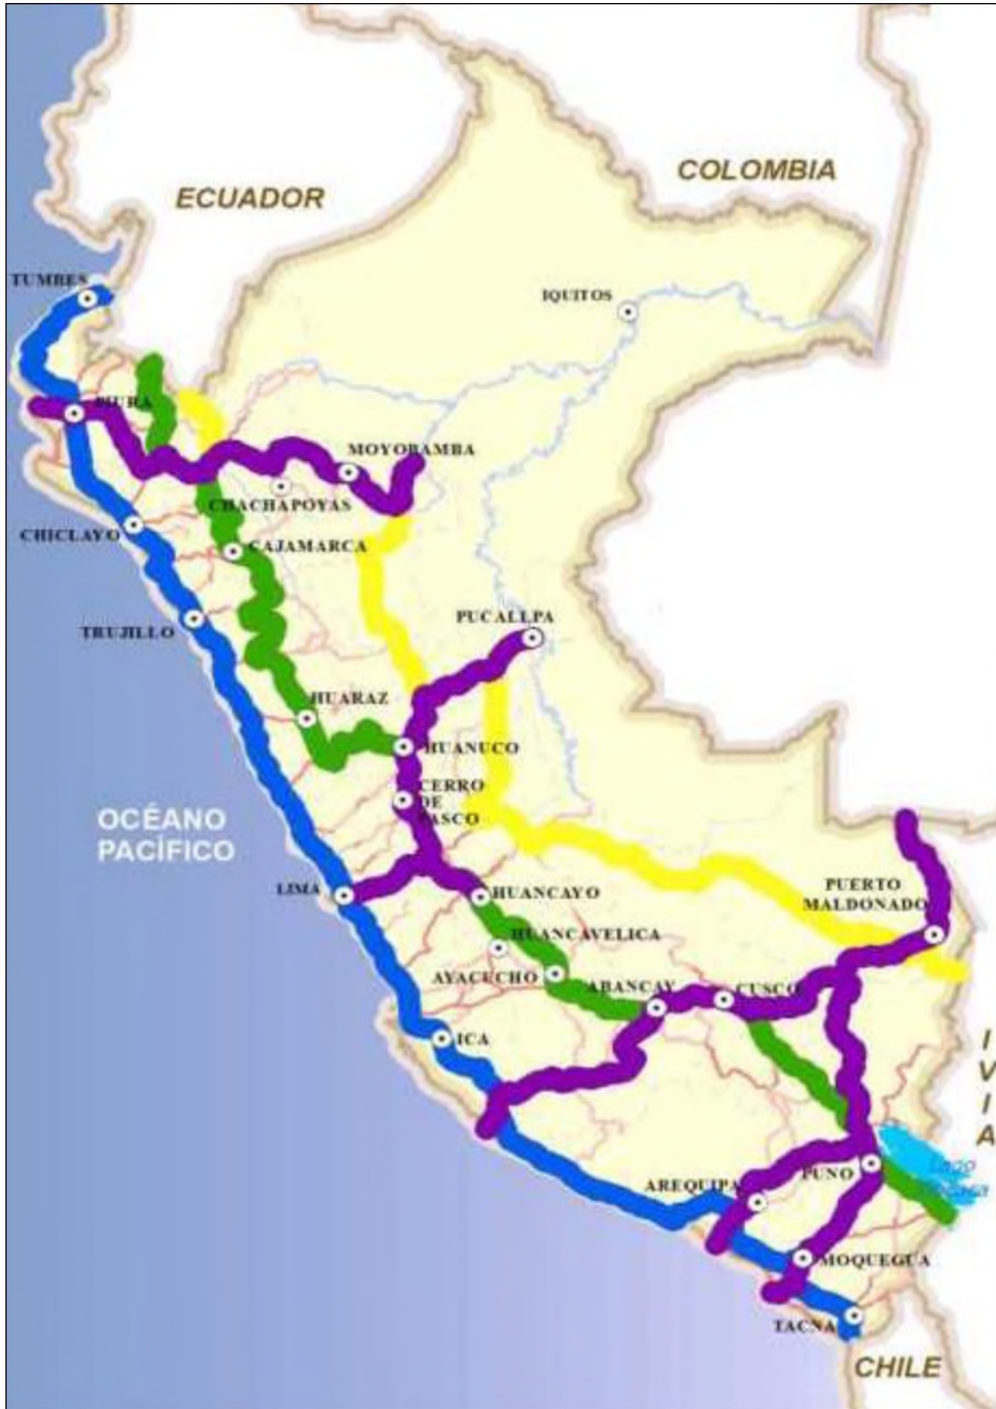 COLOMBIA
ECUADOR
TUMBES
IQUITOS
PIURA
MOYOBAMBA
CHACHAPOYAS
CHICLAYO
CAJAMARCA
PUCALLPA
TRUJILLO
HUARAZ
HUANUCO
CERRO
DE
PASCO
OCÉANO
PACÍFICO
LIMA
HUANCAYO
PUERTO
MALDONADO
HUANCAVELICA
AYACUCHO
ABANCAY
CUSCO
ICA
I
V
I
A
PUNO
Lago
AREQUIPA
MOQUEGUA
TACNA
CHILE